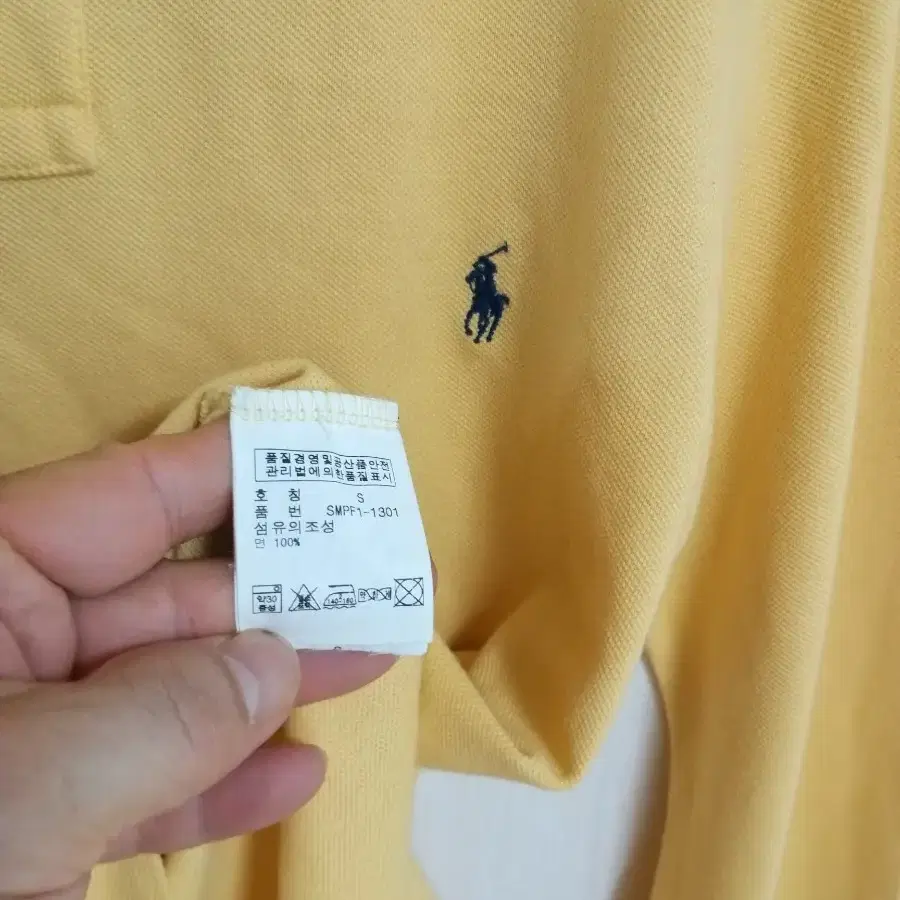 품질경영및공산품안전
관리법에의한품질표시
호 칭 S
품 번 SMPF1-1301
섬유의조성
면 100%
약30
중성
140~160